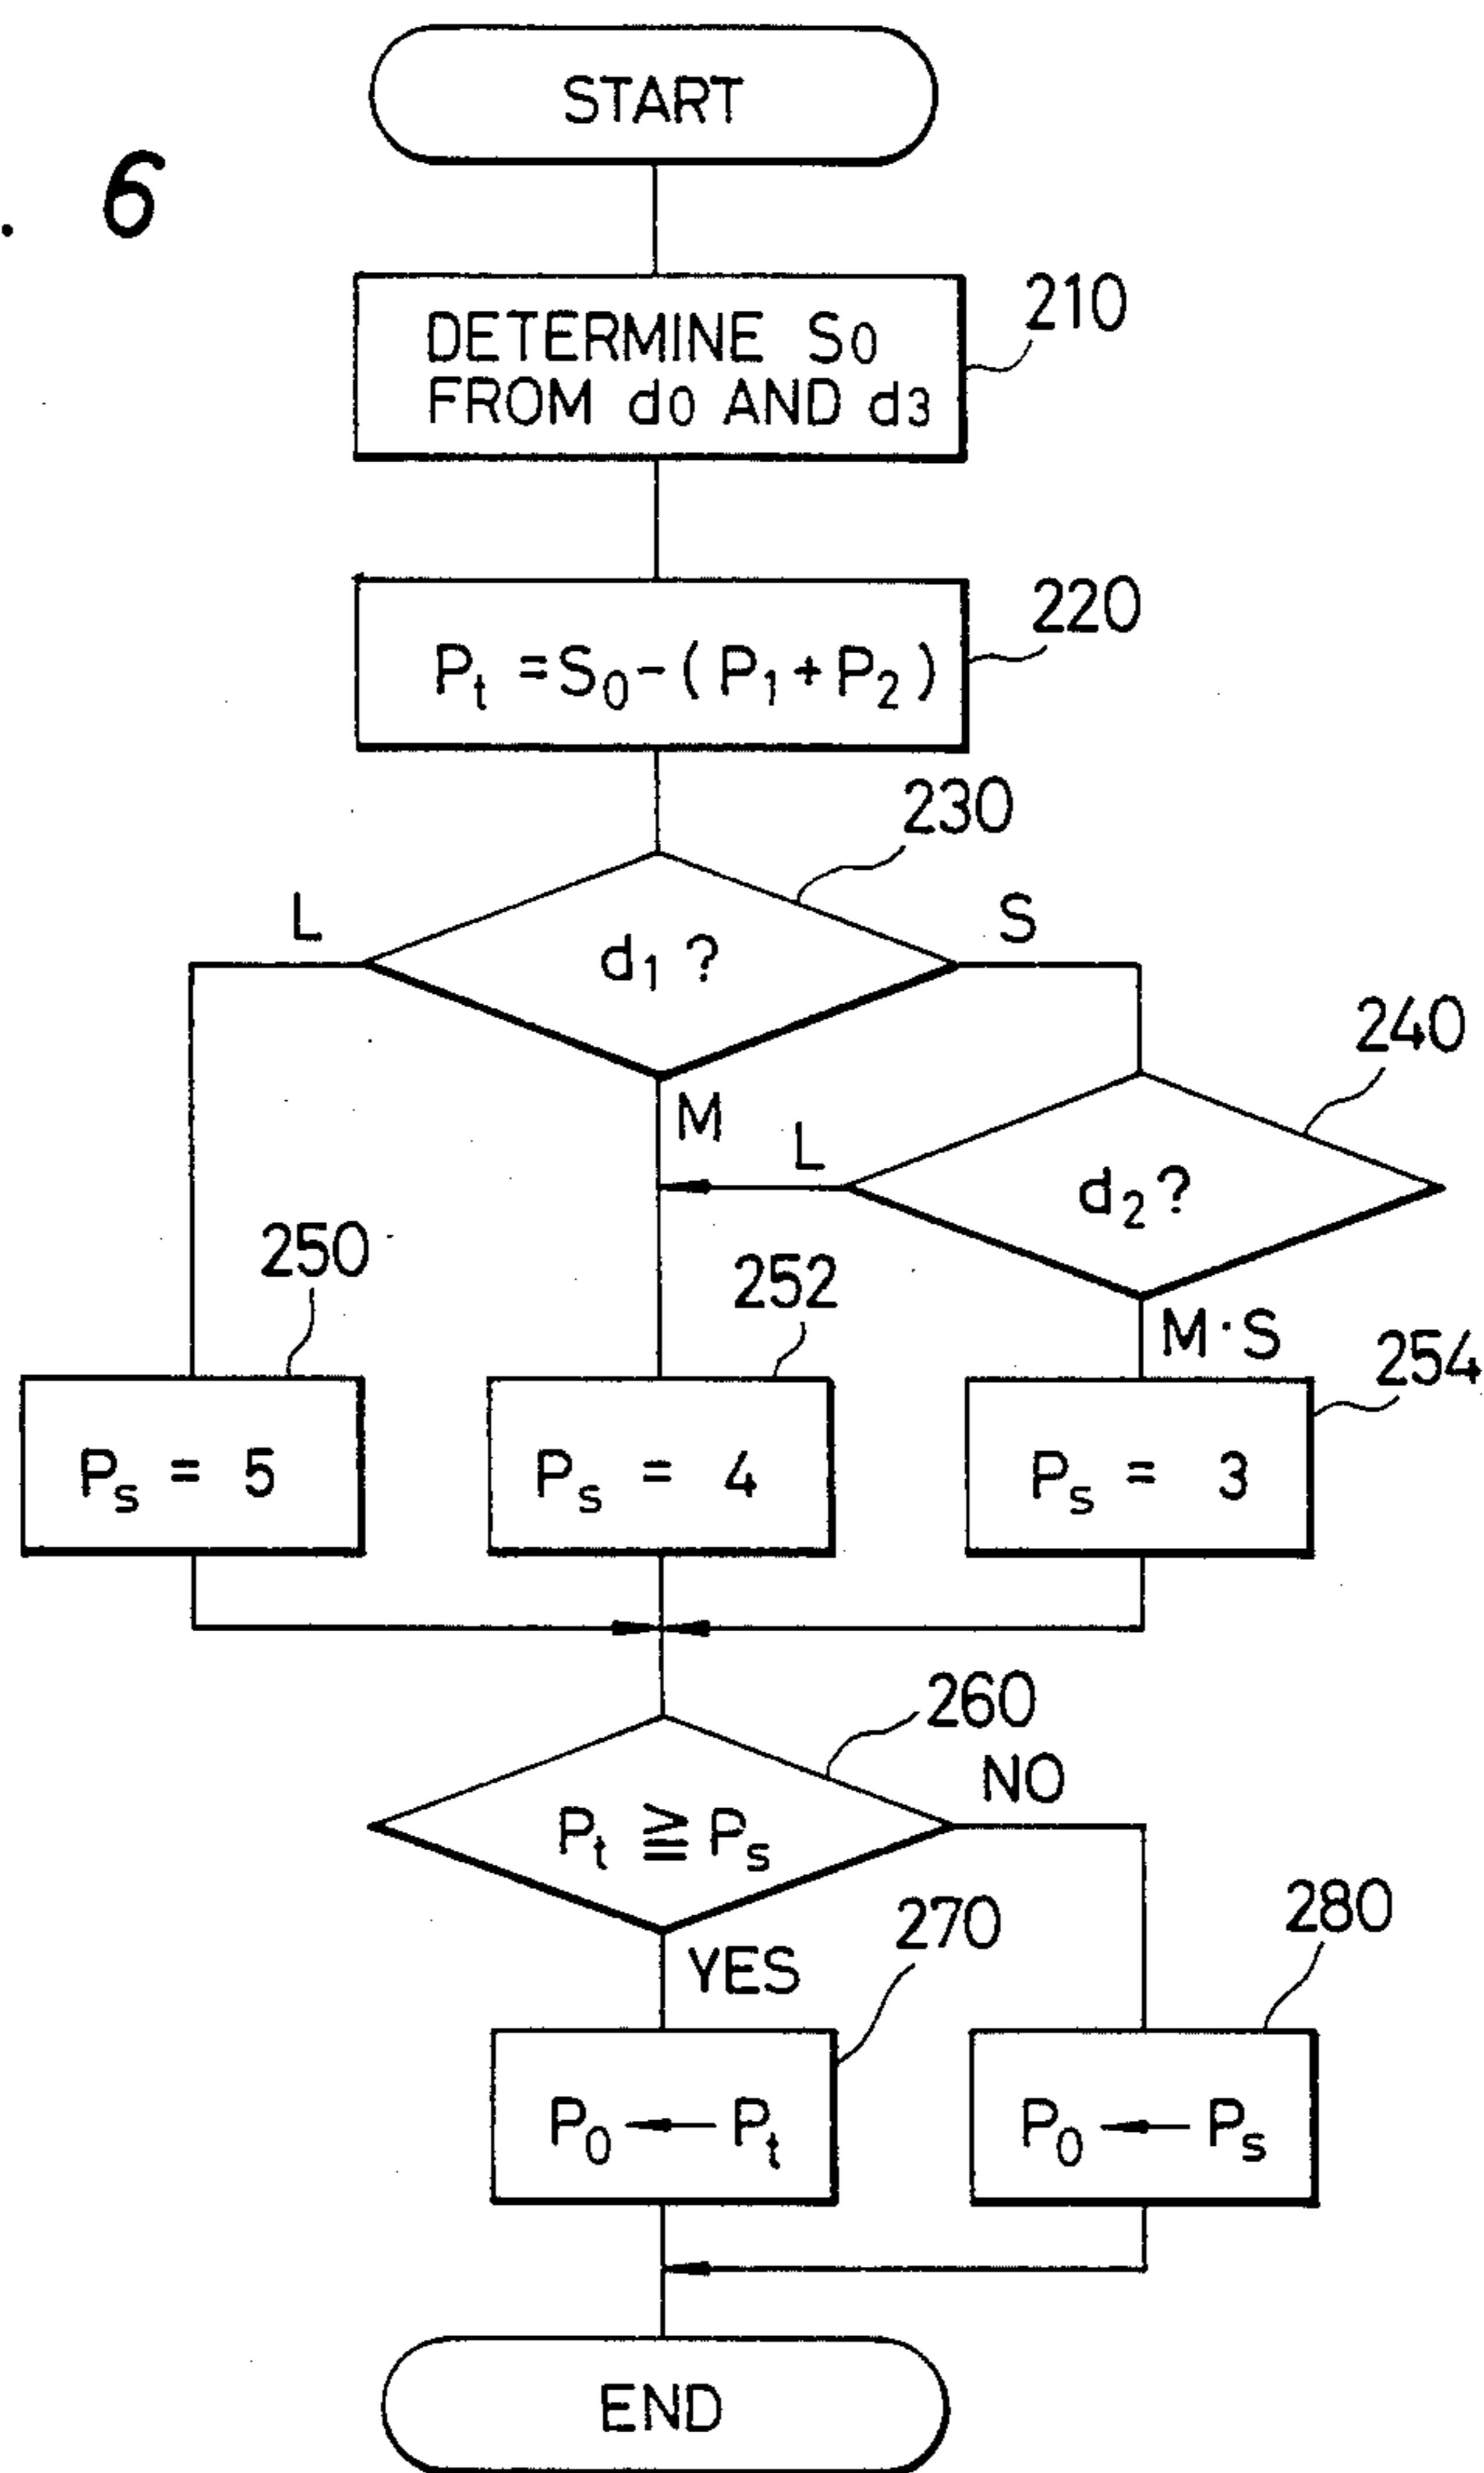 START
. 6
210
DETERMINE S0
FROM d0 AND d3
220
Pt = S0 - ( P1 + P2 )
230
L
S
d1 ?
240
M
L
d2 ?
250
252
M·S
254
Ps = 5
Ps = 4
Ps = 3
260
NO
Pt ≧ Ps
270
280
YES
P0 ← Pt
P0 ← Ps
END